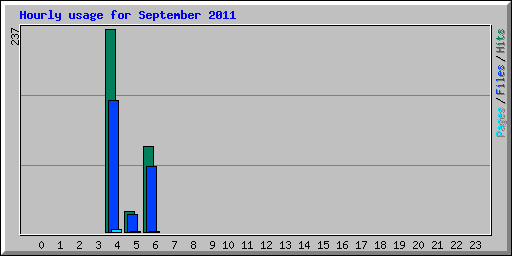 Hourly usage for September 2011
237
Pages/Files/Hits
0 1 2 3 4 5 6 7 8 9 10 11 12 13 14 15 16 17 18 19 20 21 22 23